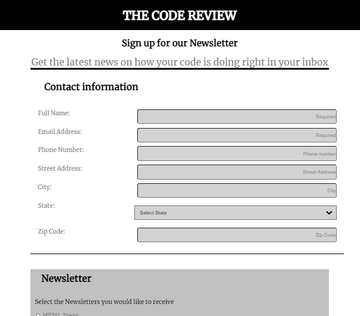 THE CODE REVIEW
Sign up for our Newsletter
Get the latest news on how your code is doing right in your inbox
Contact information
Full Name:
Required
Email Address:
Required
Phone Number:
Phone number
Street Address:
Street Address
City:
City
State:
Select State
Zip Code:
Zip Code
Newsletter
Select the Newsletters you would like to receive
HTML News